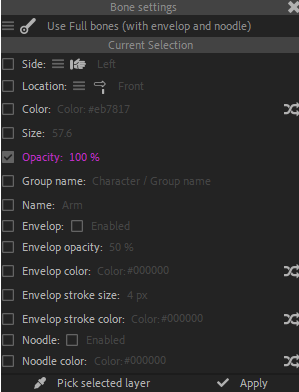 Bone settings
Use Full bones (with envelop and noodle)
Current Selection
Side: Left
Location: Front
Color: Color: #eb7817
Size: 57.6
Opacity: 100 %
Group name: Character / Group name
Name: Arm
Envelop: Enabled
Envelop opacity: 50 %
Envelop color: Color: #000000
Envelop stroke size: 4 px
Envelop stroke color: Color: #000000
Noodle: Enabled
Noodle color: Color: #000000
Pick selected layer Apply